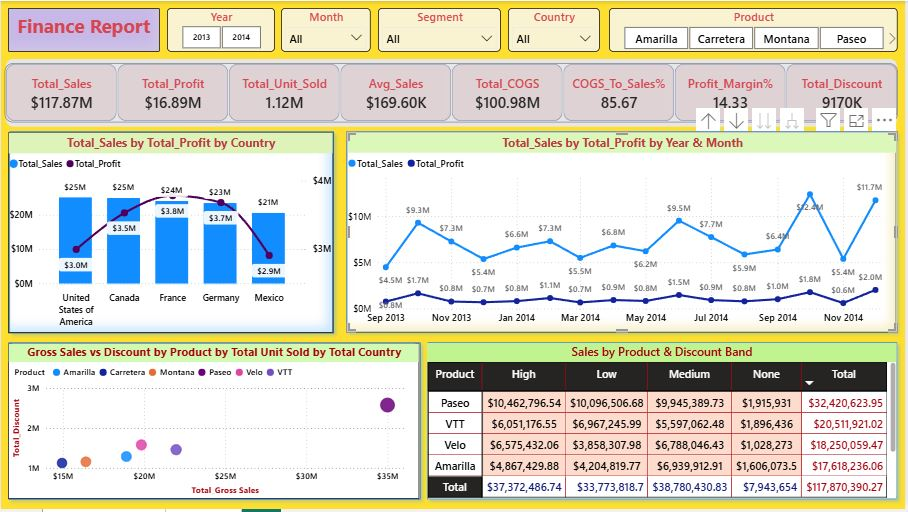 Finance Report
Year
2013 2014
Month
All
Segment
All
Country
All
Product
Amarilla Carretera Montana Paseo
Total_Sales
$117.87M
Total_Profit
$16.89M
Total_Unit_Sold
1.12M
Avg_Sales
$169.60K
Total_COGS
$100.98M
COGS_To_Sales%
85.67
Profit_Margin%
14.33
Total_Discount
9170K
Total_Sales by Total_Profit by Country
Total_Sales Total_Profit
$25M $25M $24M $23M $21M
$3.0M $3.5M $3.8M $3.7M $2.9M
$20M
$10M
$0M
$4M
$3M
United States of America
Canada
France
Germany
Mexico
Total_Sales by Total_Profit by Year & Month
Total_Sales Total_Profit
$10M
$5M
$0M
$4.5M $9.3M $7.3M $5.4M $6.6M $7.3M $5.5M $6.8M $6.2M $9.5M $7.7M $5.9M $6.4M $12.4M $5.4M $11.7M
$0.8M $1.7M $0.8M $0.7M $0.8M $1.1M $0.7M $0.9M $0.8M $1.5M $0.9M $0.8M $1.0M $1.8M $0.6M $2.0M
Sep 2013 Nov 2013 Jan 2014 Mar 2014 May 2014 Jul 2014 Sep 2014 Nov 2014
Gross Sales vs Discount by Product by Total Unit Sold by Total Country
Product Amarilla Carretera Montana Paseo Velo VTT
Total_Discount
3M
2M
1M
$15M $20M $25M $30M $35M
Total Gross Sales
Sales by Product & Discount Band
Product High Low Medium None Total
Paseo $10,462,796.54 $10,096,506.68 $9,945,389.73 $1,915,931 $32,420,623.95
VTT $6,051,176.55 $6,967,245.99 $5,597,062.48 $1,896,436 $20,511,921.02
Velo $6,575,432.06 $3,858,307.98 $6,788,046.43 $1,028,273 $18,250,059.47
Amarilla $4,867,429.88 $4,204,819.77 $6,939,912.91 $1,606,073.5 $17,618,236.06
Total $37,372,486.74 $33,773,818.7 $38,780,430.83 $7,943,654 $117,870,390.27